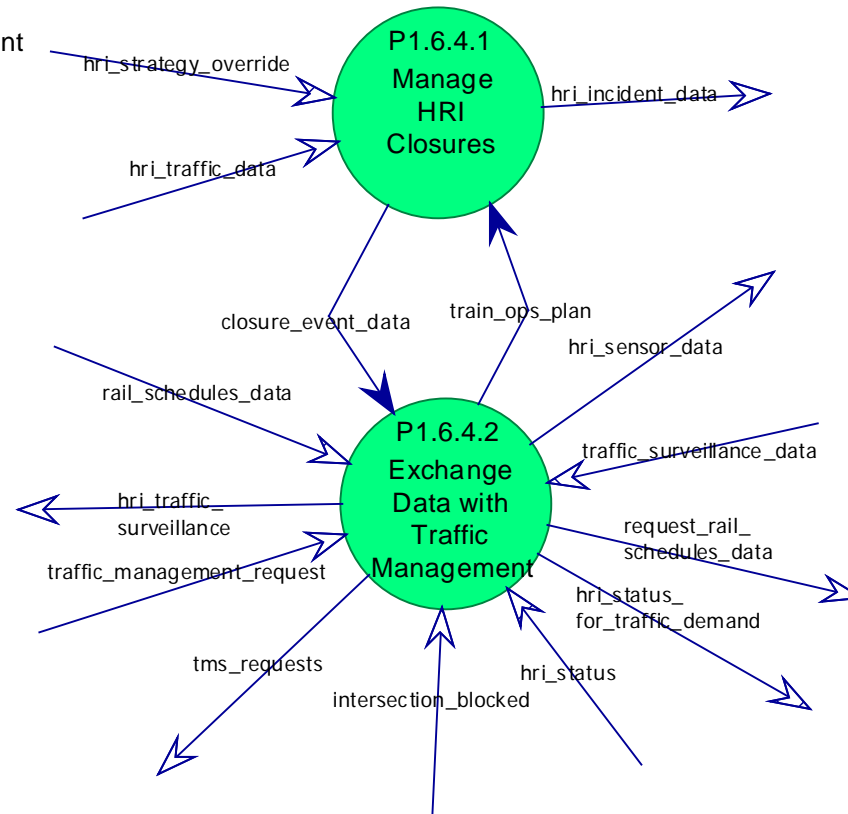 nt
P1.6.4.1
Manage
HRI
Closures
hri_strategy_override
hri_incident_data
hri_traffic_data
closure_event_data
train_ops_plan
hri_sensor_data
rail_schedules_data
P1.6.4.2
Exchange
Data with
Traffic
Management
traffic_surveillance_data
hri_traffic_
surveillance
request_rail_
schedules_data
traffic_management_request
hri_status_
for_traffic_demand
tms_requests
hri_status
intersection_blocked